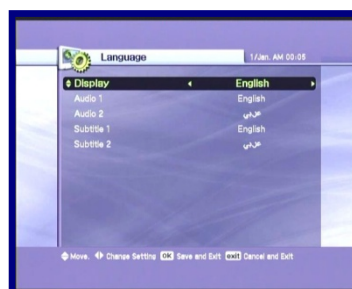 Language 1/Jan. AM 00:05
Display English
Audio 1 English
Audio 2 عربي
Subtitle 1 English
Subtitle 2 عربي
Move. Change Setting OK Save and Exit exit Cancel and Exit